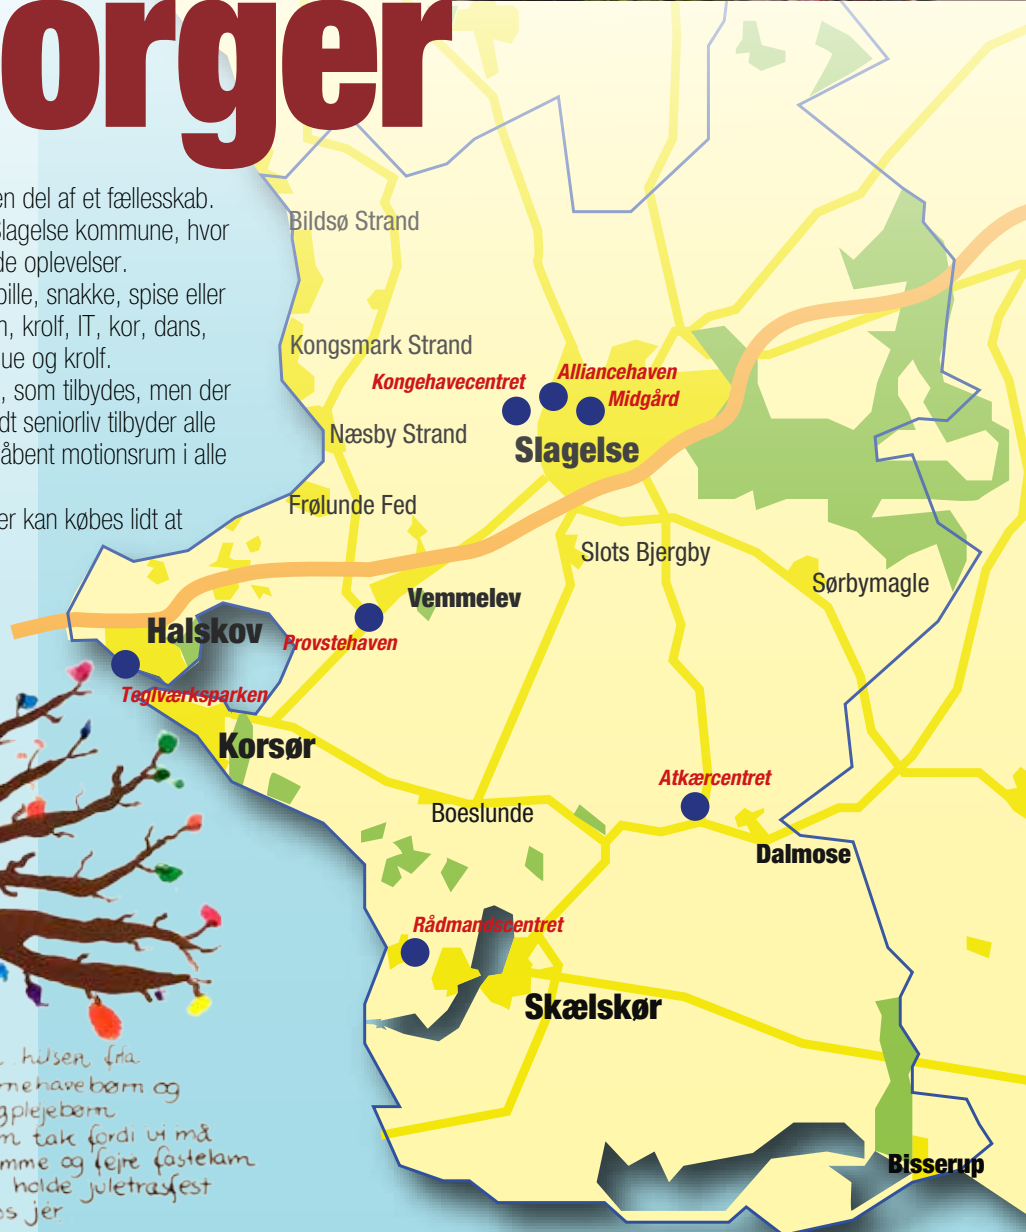 orger
en del af et fællesskab.
Slagelse kommune, hvor
de oplevelser.
pille, snakke, spise eller
n, krolf, IT, kor, dans,
ue og krolf.
, som tilbydes, men der
dt seniorliv tilbyder alle
åbent motionsrum i alle
er kan købes lidt at
Bildsø Strand
Kongsmark Strand
Kongehavecentret
Alliancehaven
Midgård
Slagelse
Næsby Strand
Frølunde Fed
Slots Bjergby
Sørbymagle
Vemmelev
Halskov
Provstehaven
Teglværksparken
Korsør
Atkærcentret
Boeslunde
Dalmose
Rådmandscentret
Skælskør
Bisserup
hilsen fra
nehavebørn og
gplejebørn
m tak fordi vi må
mme og fejre fastelavn
holde juletræsfest
os jer